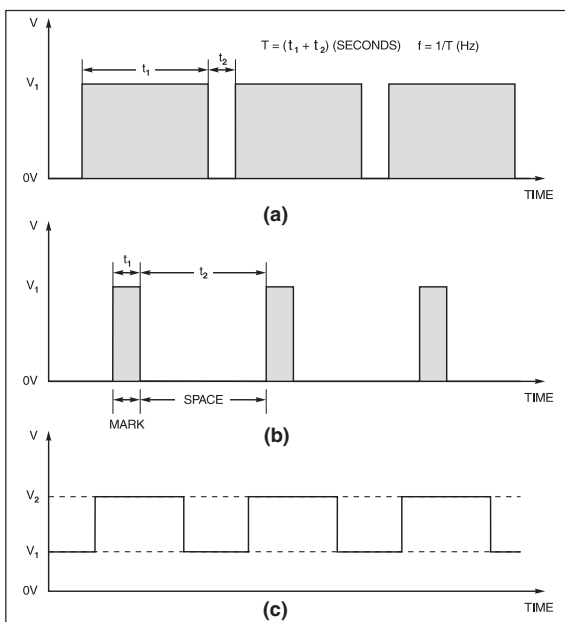 V
T = (t1 + t2) (SECONDS) f = 1/T (Hz)
t1
t2
V1
0V
TIME
(a)
V
t1
t2
V1
0V
TIME
MARK
SPACE
(b)
V
V2
V1
0V
TIME
(c)